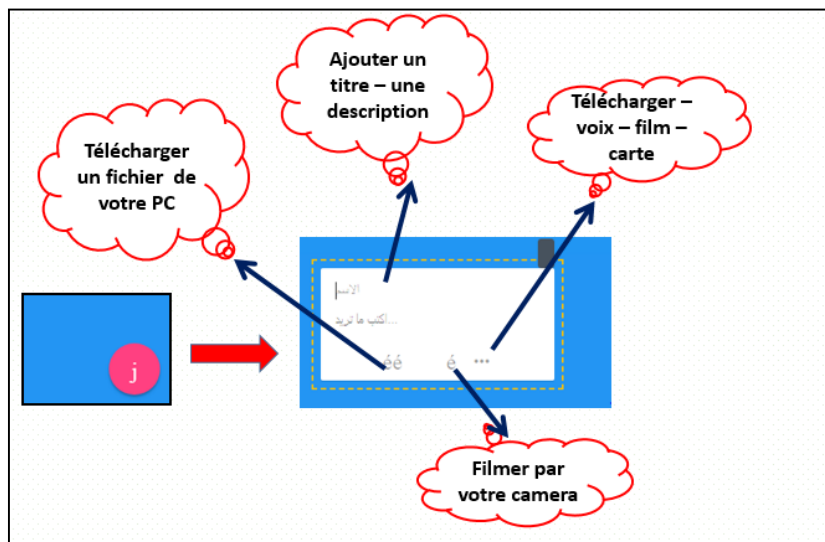 Ajouter un
titre – une
description
Télécharger –
voix – film –
carte
Télécharger
un fichier de
votre PC
الاسم
اكتب ما تريد...
éé é •••
j
Filmer par
votre camera